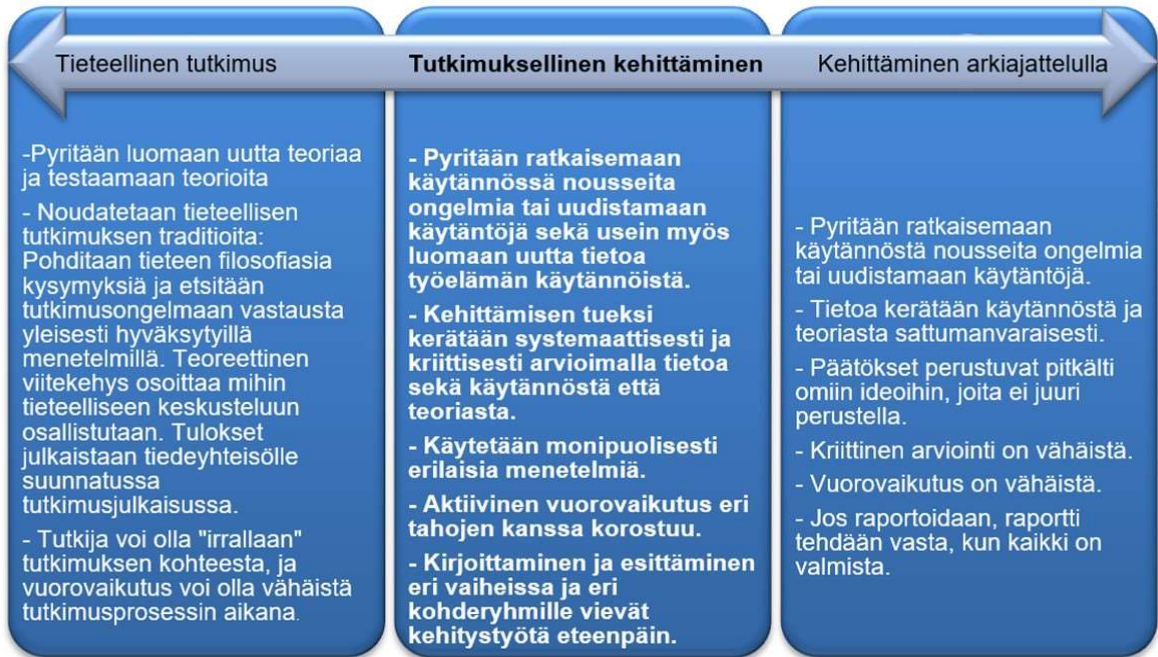 Tieteellinen tutkimus
Tutkimuksellinen kehittäminen
Kehittäminen arkiajattelulla
-Pyritään luomaan uutta teoriaa
ja testaamaan teorioita
- Noudatetaan tieteellisen
tutkimuksen traditioita:
Pohditaan tieteen filosofiasia
kysymyksiä ja etsitään
tutkimusongelmaan vastausta
yleisesti hyväksytyillä
menetelmillä. Teoreettinen
viitekehys osoittaa mihin
tieteelliseen keskusteluun
osallistutaan. Tulokset
julkaistaan tiedeyhteisölle
suunnatussa
tutkimusjulkaisussa.
- Tutkija voi olla "irrallaan"
tutkimuksen kohteesta, ja
vuorovaikutus voi olla vähäistä
tutkimusprosessin aikana.
- Pyritään ratkaisemaan
käytännössä nousseita
ongelmia tai uudistamaan
käytäntöjä sekä usein myös
luomaan uutta tietoa
työelämän käytännöistä.
- Kehittämisen tueksi
kerätään systemaattisesti ja
kriittisesti arvioimalla tietoa
sekä käytännöstä että
teoriasta.
- Käytetään monipuolisesti
erilaisia menetelmiä.
- Aktiivinen vuorovaikutus eri
tahojen kanssa korostuu.
- Kirjoittaminen ja esittäminen
eri vaiheissa ja eri
kohderyhmille vievät
kehitystyötä eteenpäin.
- Pyritään ratkaisemaan
käytännöstä nousseita ongelmia
tai uudistamaan käytäntöjä.
- Tietoa kerätään käytännöstä ja
teoriasta sattumanvaraisesti.
- Päätökset perustuvat pitkälti
omiin ideoihin, joita ei juuri
perustella.
- Kriittinen arviointi on vähäistä.
- Vuorovaikutus on vähäistä.
- Jos raportoidaan, raportti
tehdään vasta, kun kaikki on
valmista.